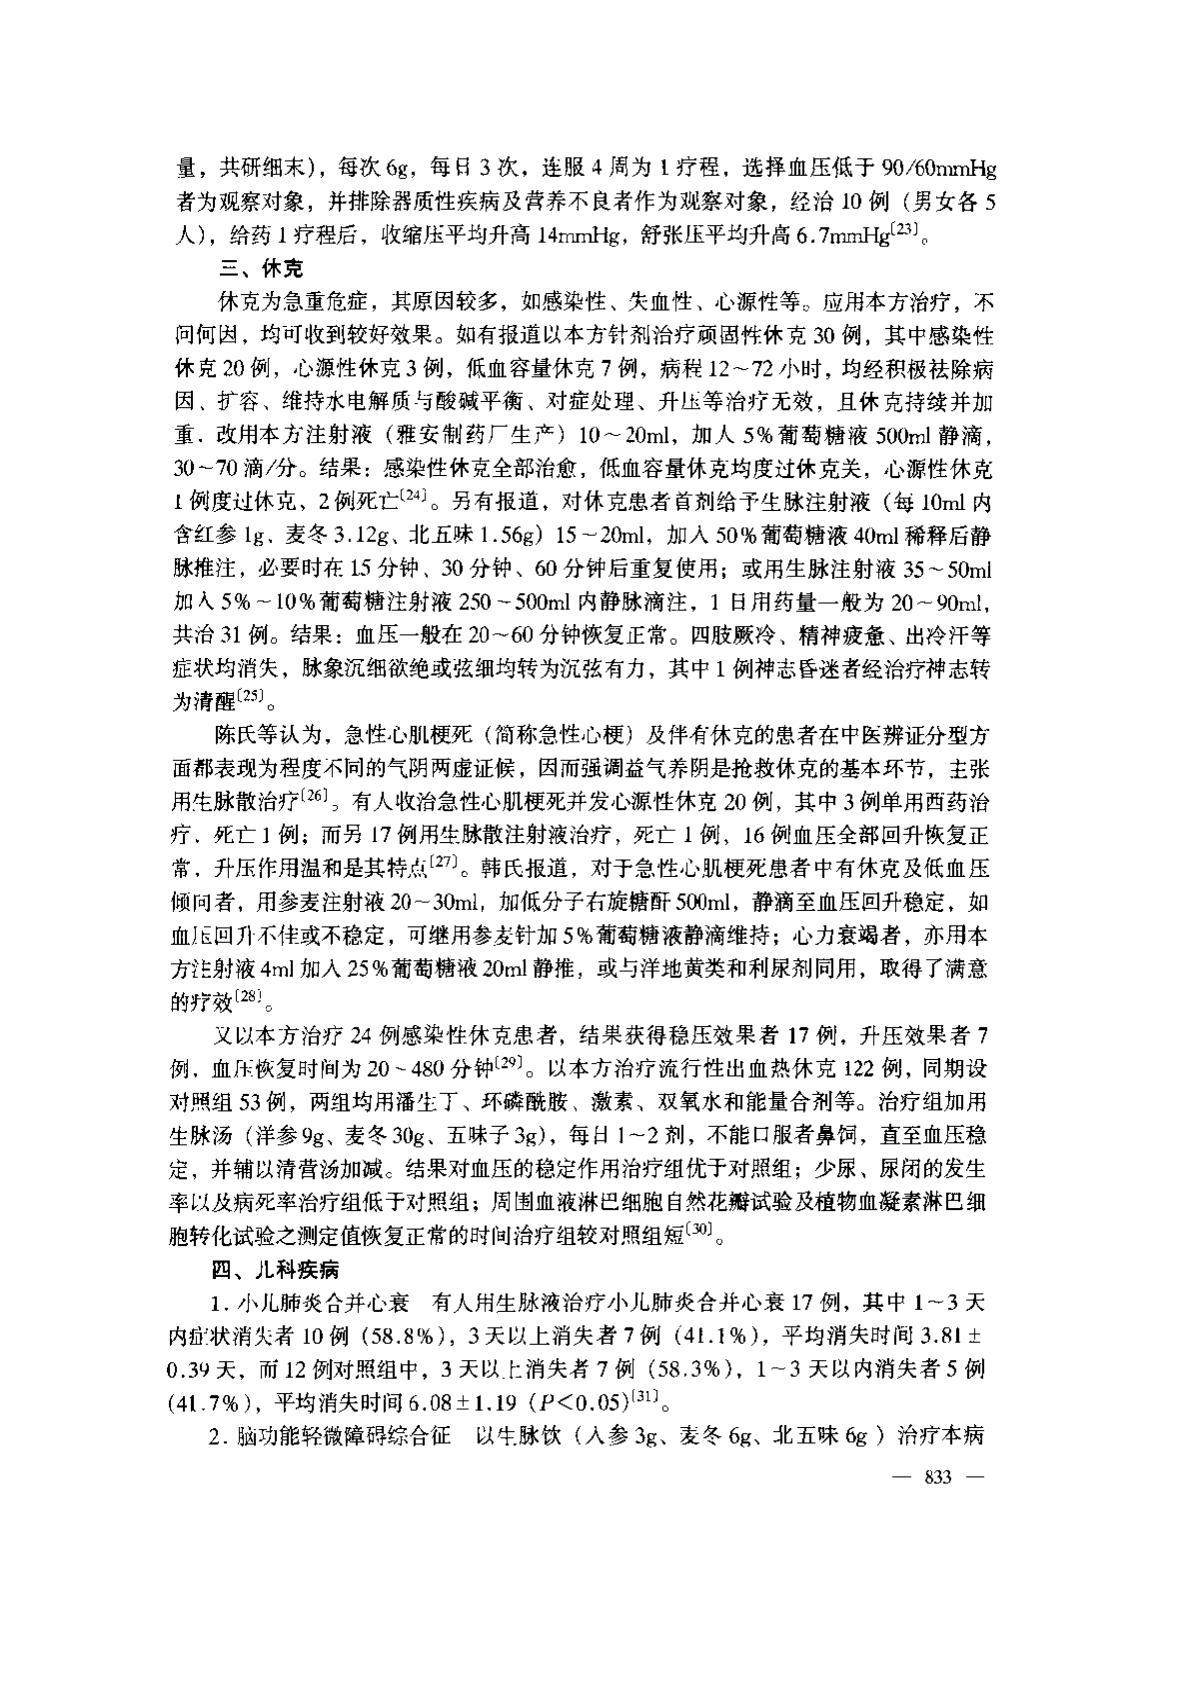 量，共研细末），每次 6g，每日 3 次，连服 4 周为 1 疗程，选择血压低于 90/60mmHg
者为观察对象，并排除器质性疾病及营养不良者作为观察对象，经治 10 例（男女各 5
人），给药 1 疗程后，收缩压平均升高 14mmHg，舒张压平均升高 6.7mmHg〔23〕。
三、休克
休克为急重危症，其原因较多，如感染性、失血性、心源性等。应用本方治疗，不
问何因，均可收到较好效果。如有报道以本方针剂治疗顽固性休克 30 例，其中感染性
休克 20 例，心源性休克 3 例，低血容量休克 7 例，病程 12～72 小时，均经积极祛除病
因、扩容、维持水电解质与酸碱平衡、对症处理、升压等治疗无效，且休克持续并加
重．改用本方注射液（雅安制药厂生产）10～20ml，加人 5%葡萄糖液 500ml 静滴，
30～70 滴/分。结果：感染性休克全部治愈，低血容量休克均度过休克关，心源性休克
1 例度过休克、2 例死亡〔24〕。另有报道，对休克患者首剂给予生脉注射液（每 10ml 内
含红参 1g、麦冬 3.12g、北五味 1.56g）15～20ml，加入 50%葡萄糖液 40ml 稀释后静
脉推注，必要时在 15 分钟、30 分钟、60 分钟后重复使用；或用生脉注射液 35～50ml
加入 5%～10%葡萄糖注射液 250～500ml 内静脉滴注，1 日用药量一般为 20～90ml，
共治 31 例。结果：血压一般在 20～60 分钟恢复正常。四肢厥冷、精神疲惫、出冷汗等
症状均消失，脉象沉细欲绝或弦细均转为沉弦有力，其中 1 例神志昏迷者经治疗神志转
为清醒〔25〕。
陈氏等认为，急性心肌梗死（简称急性心梗）及伴有休克的患者在中医辨证分型方
面都表现为程度不同的气阴两虚证候，因而强调益气养阴是抢救休克的基本环节，主张
用生脉散治疗〔26〕。有人收治急性心肌梗死并发心源性休克 20 例，其中 3 例单用西药治
疗．死亡 1 例；而另 17 例用生脉散注射液治疗，死亡 1 例，16 例血压全部回升恢复正
常，升压作用温和是其特点〔27〕。韩氏报道，对于急性心肌梗死患者中有休克及低血压
倾向者，用参麦注射液 20～30ml，加低分子右旋糖酐 500ml，静滴至血压回升稳定，如
血压回升不佳或不稳定，可继用参麦针加 5%葡萄糖液静滴维持；心力衰竭者，亦用本
方注射液 4ml 加入 25%葡萄糖液 20ml 静推，或与洋地黄类和利尿剂同用，取得了满意
的疗效〔28〕。
又以本方治疗 24 例感染性休克患者，结果获得稳压效果者 17 例，升压效果者 7
例，血压恢复时间为 20～480 分钟〔29〕。以本方治疗流行性出血热休克 122 例，同期设
对照组 53 例，两组均用潘生丁、环磷酰胺、激素、双氧水和能量合剂等。治疗组加用
生脉汤（洋参 9g、麦冬 30g、五味子 3g），每日 1～2 剂，不能口服者鼻饲，直至血压稳
定，并辅以清营汤加减。结果对血压的稳定作用治疗组优于对照组；少尿、尿闭的发生
率以及病死率治疗组低于对照组；周围血液淋巴细胞自然花瓣试验及植物血凝素淋巴细
胞转化试验之测定值恢复正常的时间治疗组较对照组短〔30〕。
四、儿科疾病
1．小儿肺炎合并心衰　有人用生脉液治疗小儿肺炎合并心衰 17 例，其中 1～3 天
内症状消失者 10 例（58.8%），3 天以上消失者 7 例（41.1%），平均消失时间 3.81±
0.39 天，而 12 例对照组中，3 天以上消失者 7 例（58.3%），1～3 天以内消失者 5 例
（41.7%），平均消失时间 6.08±1.19（P<0.05）〔31〕。
2．脑功能轻微障碍综合征　以生脉饮（人参 3g、麦冬 6g、北五味 6g ）治疗本病
— 833 —